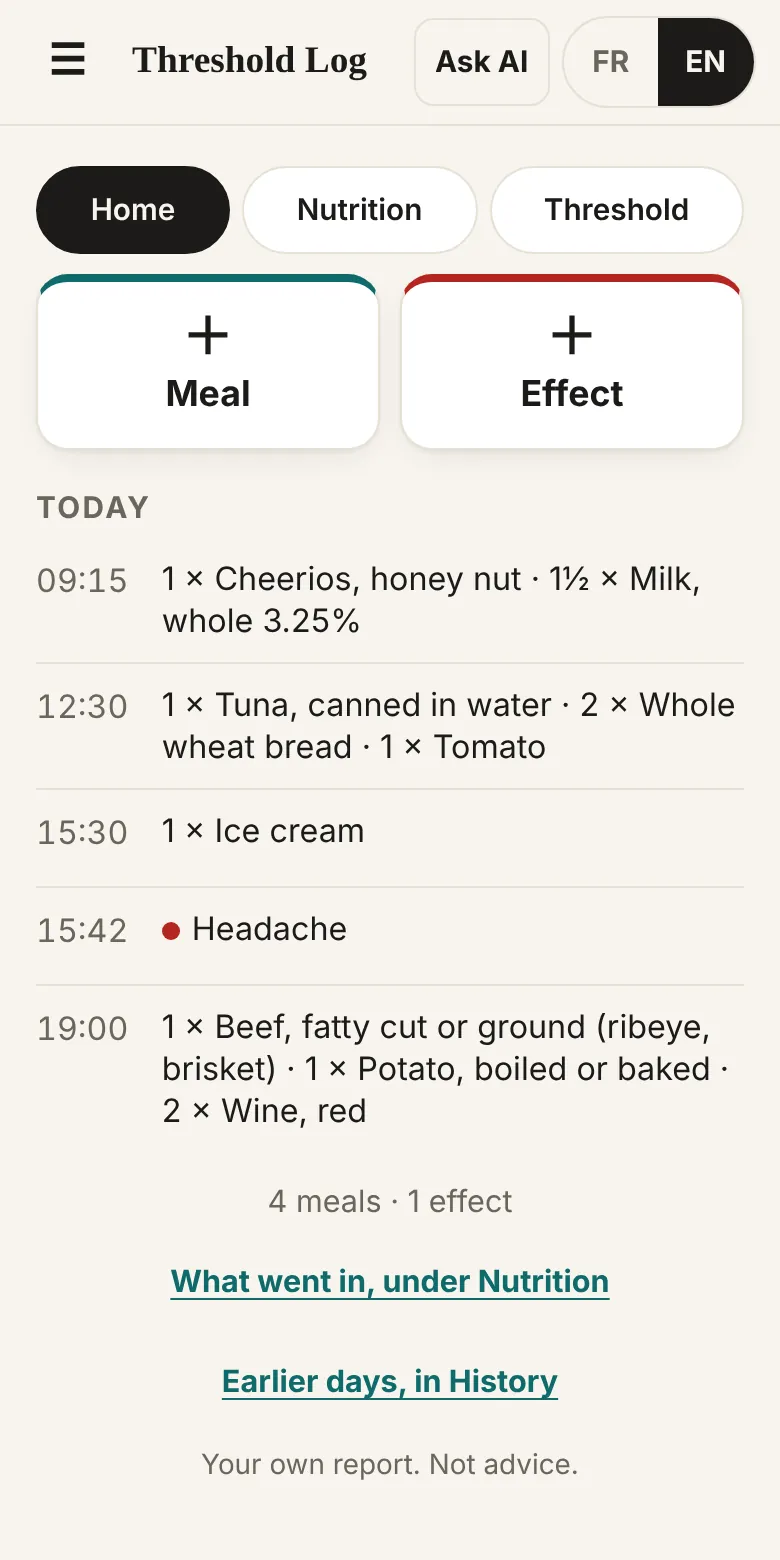 ☰ Threshold Log Ask AI FR EN
Home Nutrition Threshold
+ +
Meal Effect
TODAY
09:15 1 × Cheerios, honey nut · 1½ × Milk,
whole 3.25%
12:30 1 × Tuna, canned in water · 2 × Whole
wheat bread · 1 × Tomato
15:30 1 × Ice cream
15:42 Headache
19:00 1 × Beef, fatty cut or ground (ribeye,
brisket) · 1 × Potato, boiled or baked ·
2 × Wine, red
4 meals · 1 effect
What went in, under Nutrition
Earlier days, in History
Your own report. Not advice.